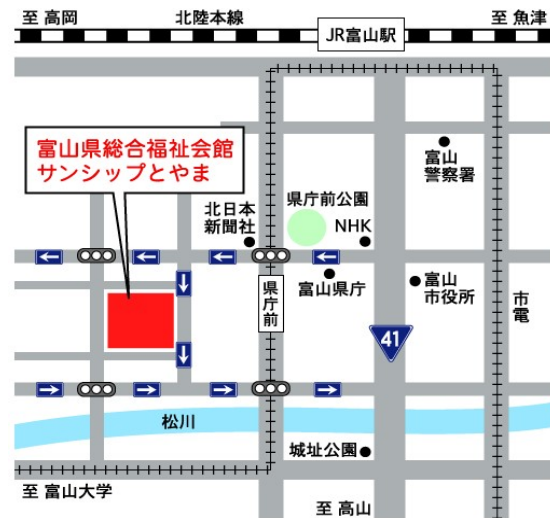 至 高岡
北陸本線
至 魚津
JR富山駅
富山県総合福祉会館
サンシップとやま
富山
警察署
県庁前公園
北日本
新聞社
NHK
富山県庁
富山
市役所
県庁前
市電
41
松川
城址公園
至 富山大学
至 高山